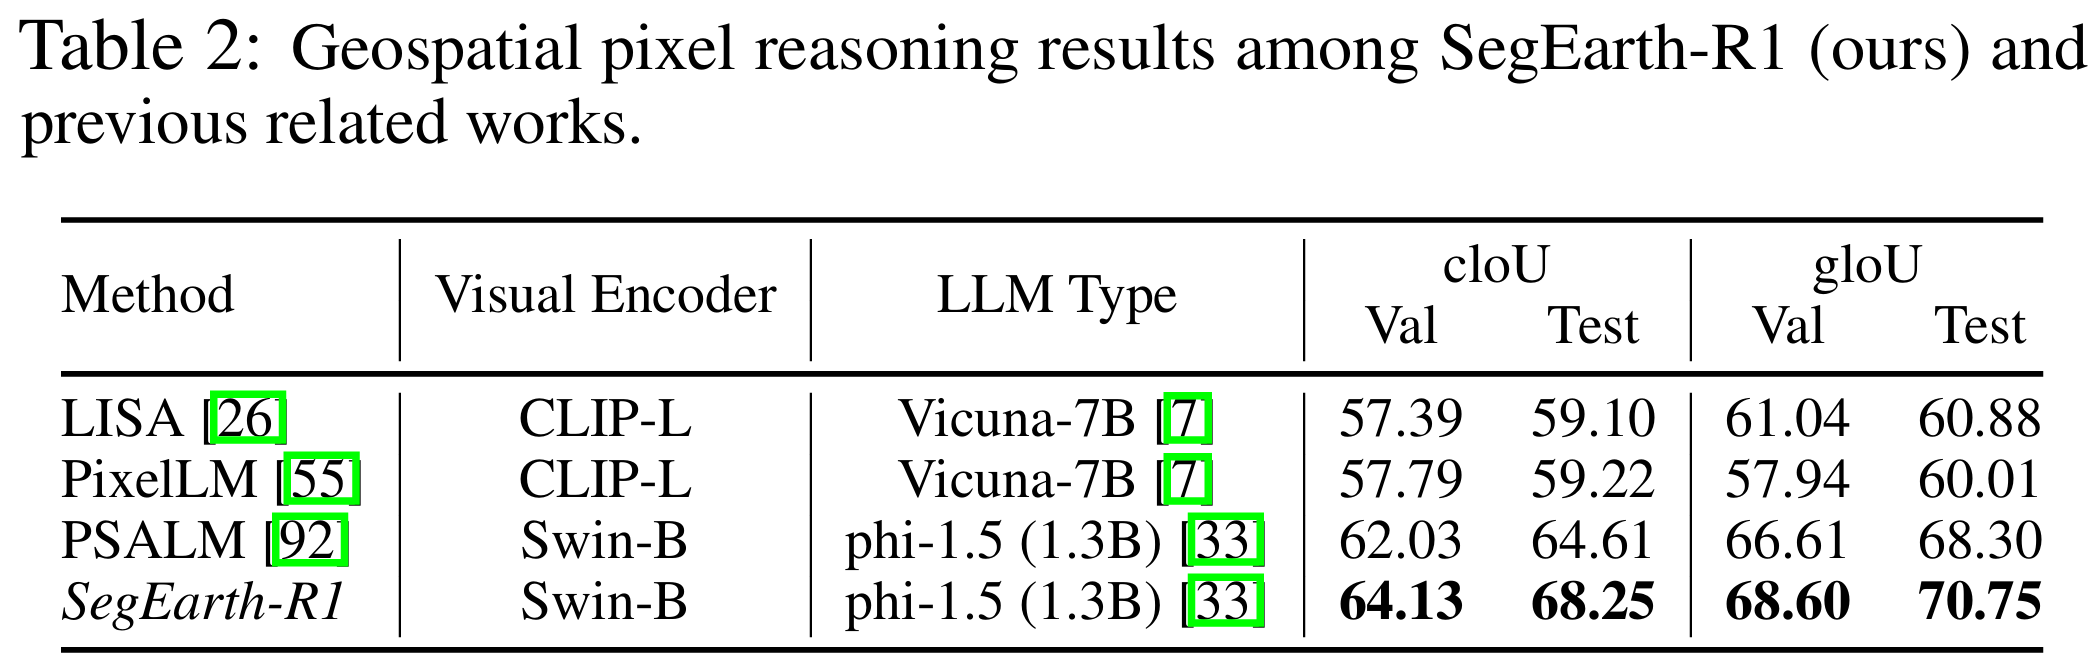 Table 2: Geospatial pixel reasoning results among SegEarth-R1 (ours) and
previous related works.
Method Visual Encoder LLM Type cIoU gIoU
Val Test Val Test
LISA [26] CLIP-L Vicuna-7B [7] 57.39 59.10 61.04 60.88
PixelLM [55] CLIP-L Vicuna-7B [7] 57.79 59.22 57.94 60.01
PSALM [92] Swin-B phi-1.5 (1.3B) [33] 62.03 64.61 66.61 68.30
SegEarth-R1 Swin-B phi-1.5 (1.3B) [33] 64.13 68.25 68.60 70.75